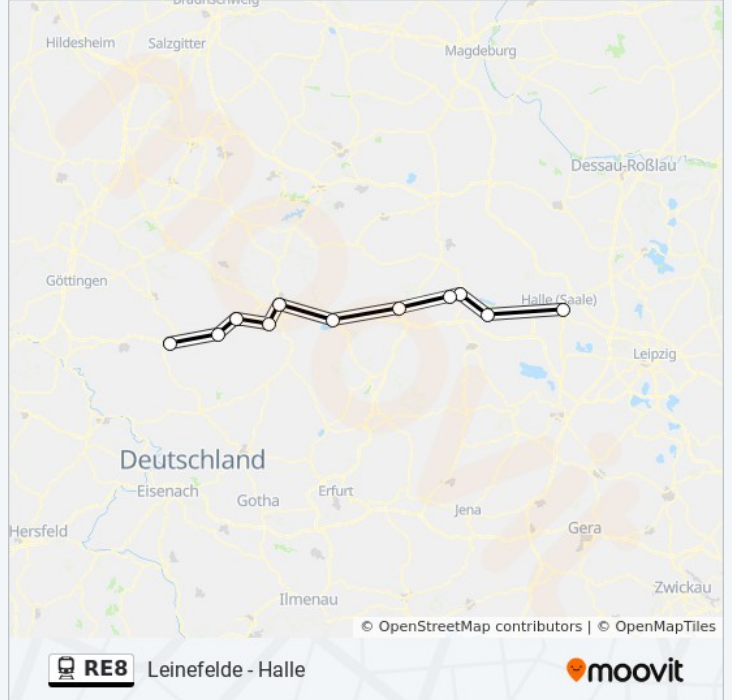 Braunschweig
Hildesheim
Salzgitter
Magdeburg
Dessau-Roßlau
Göttingen
Halle (Saale)
Leipzig
Deutschland
Eisenach
Gotha
Erfurt
Jena
Hersfeld
Gera
Zwickau
Ilmenau
© OpenStreetMap contributors | © OpenMapTiles
RE8 Leinefelde - Halle
moovit